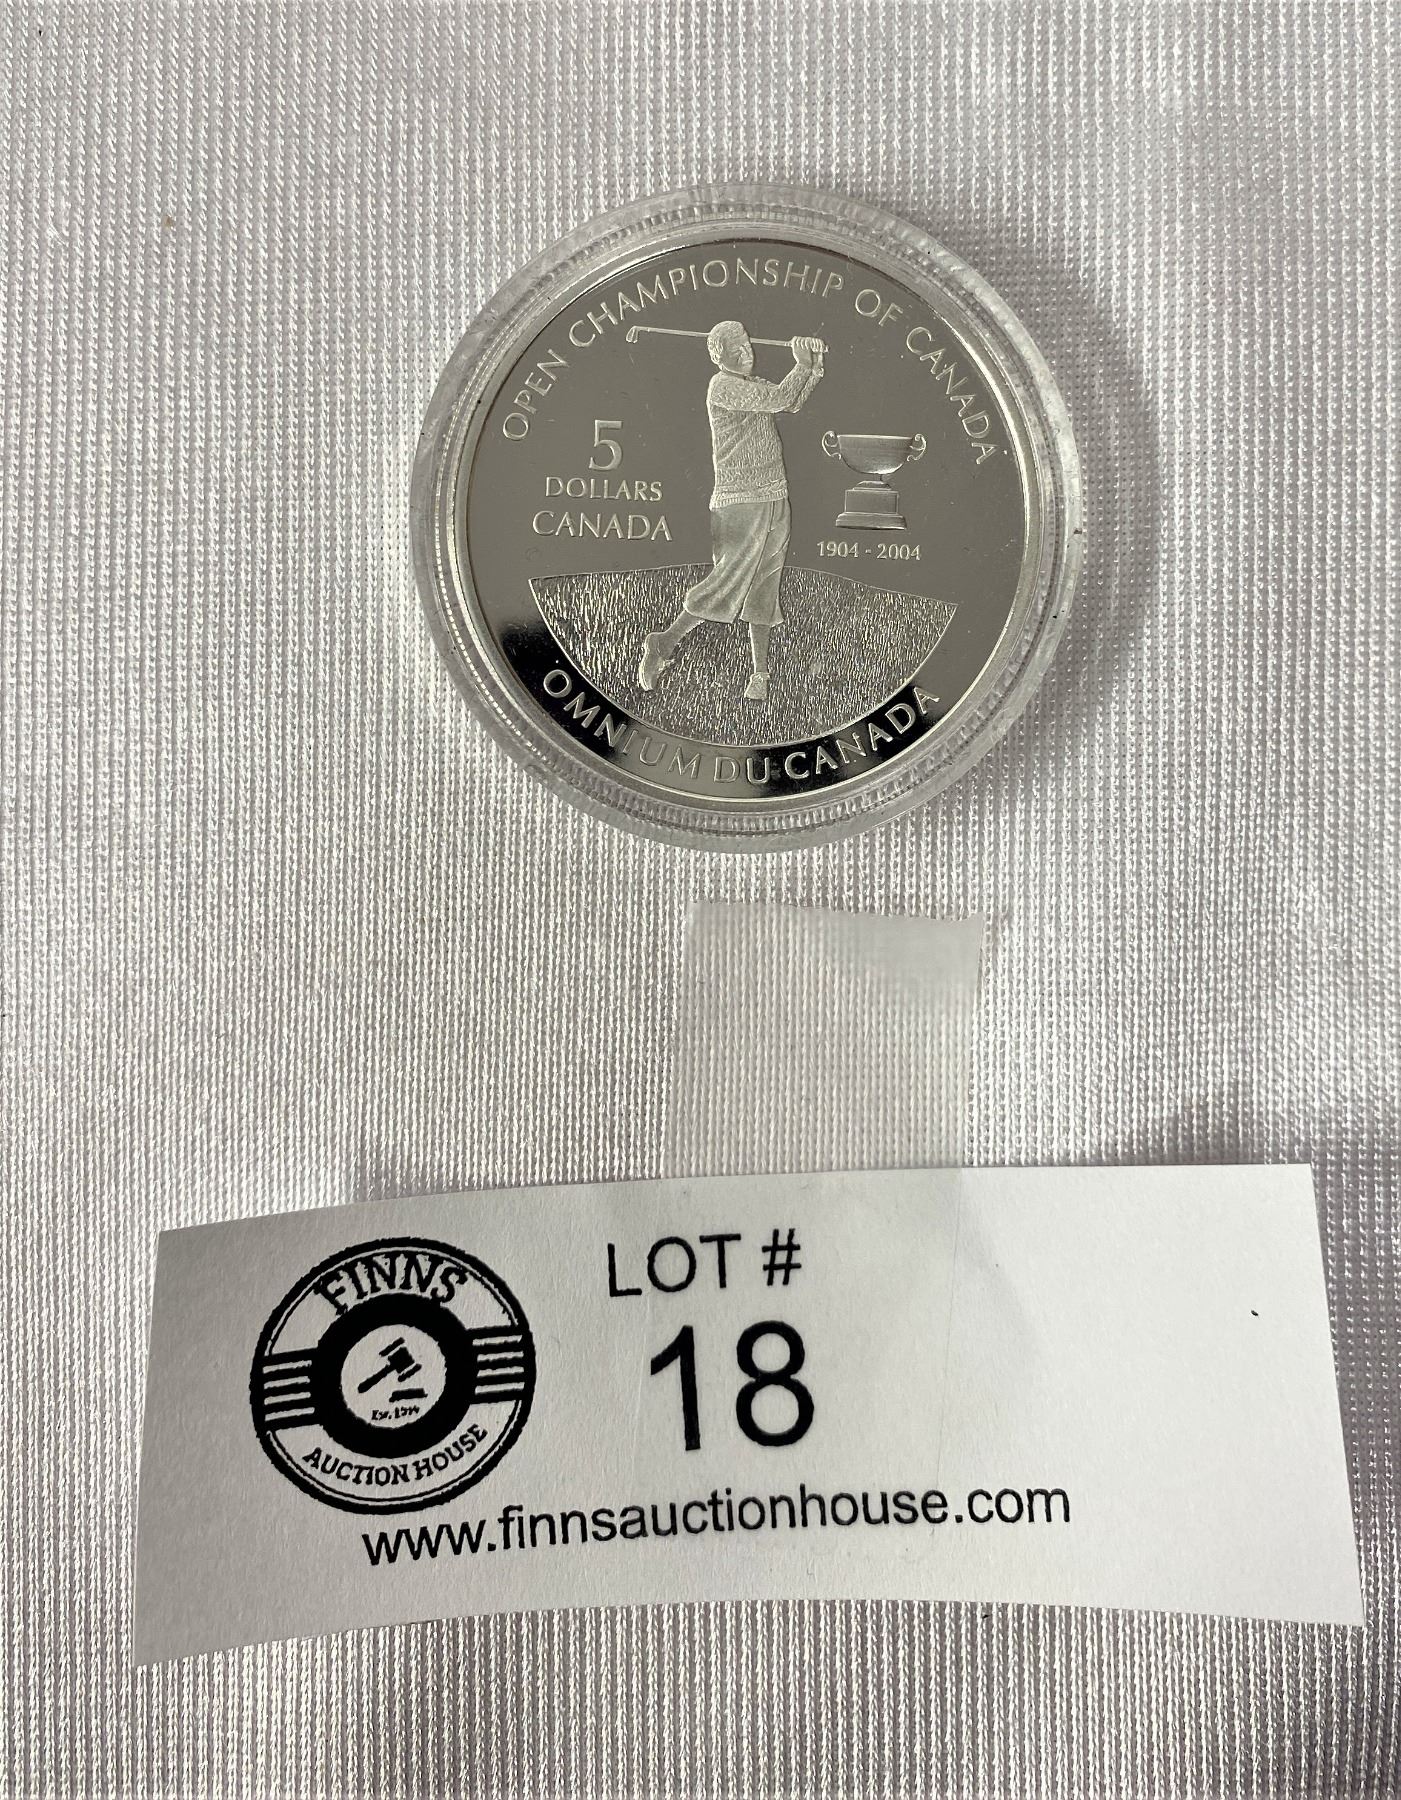 OPEN CHAMPIONSHIP OF CANADA
5
DOLLARS
CANADA
1904 - 2004
OMNIUM DU CANADA
FINNS
AUCTION HOUSE
LOT #
18
www.finnsauctionhouse.com